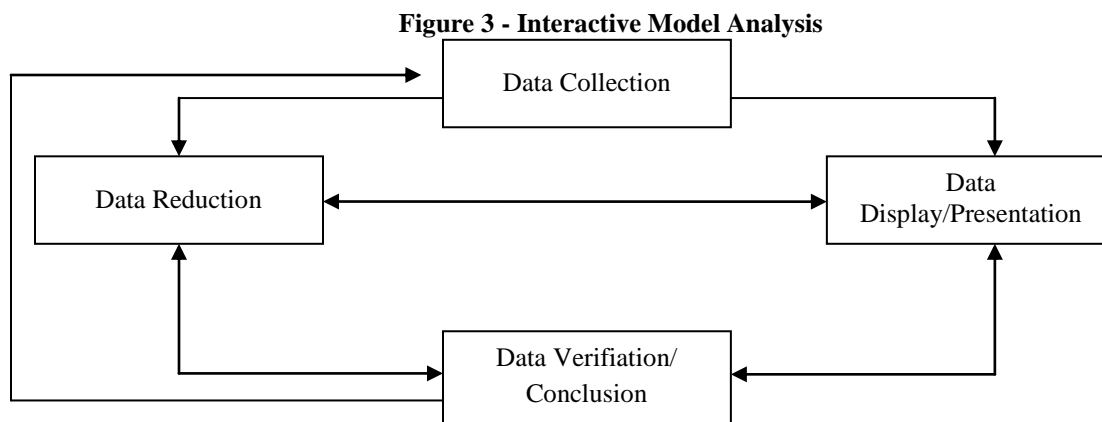 Figure 3 - Interactive Model Analysis
Data Collection
Data Reduction
Data
Display/Presentation
Data Verifiation/
Conclusion